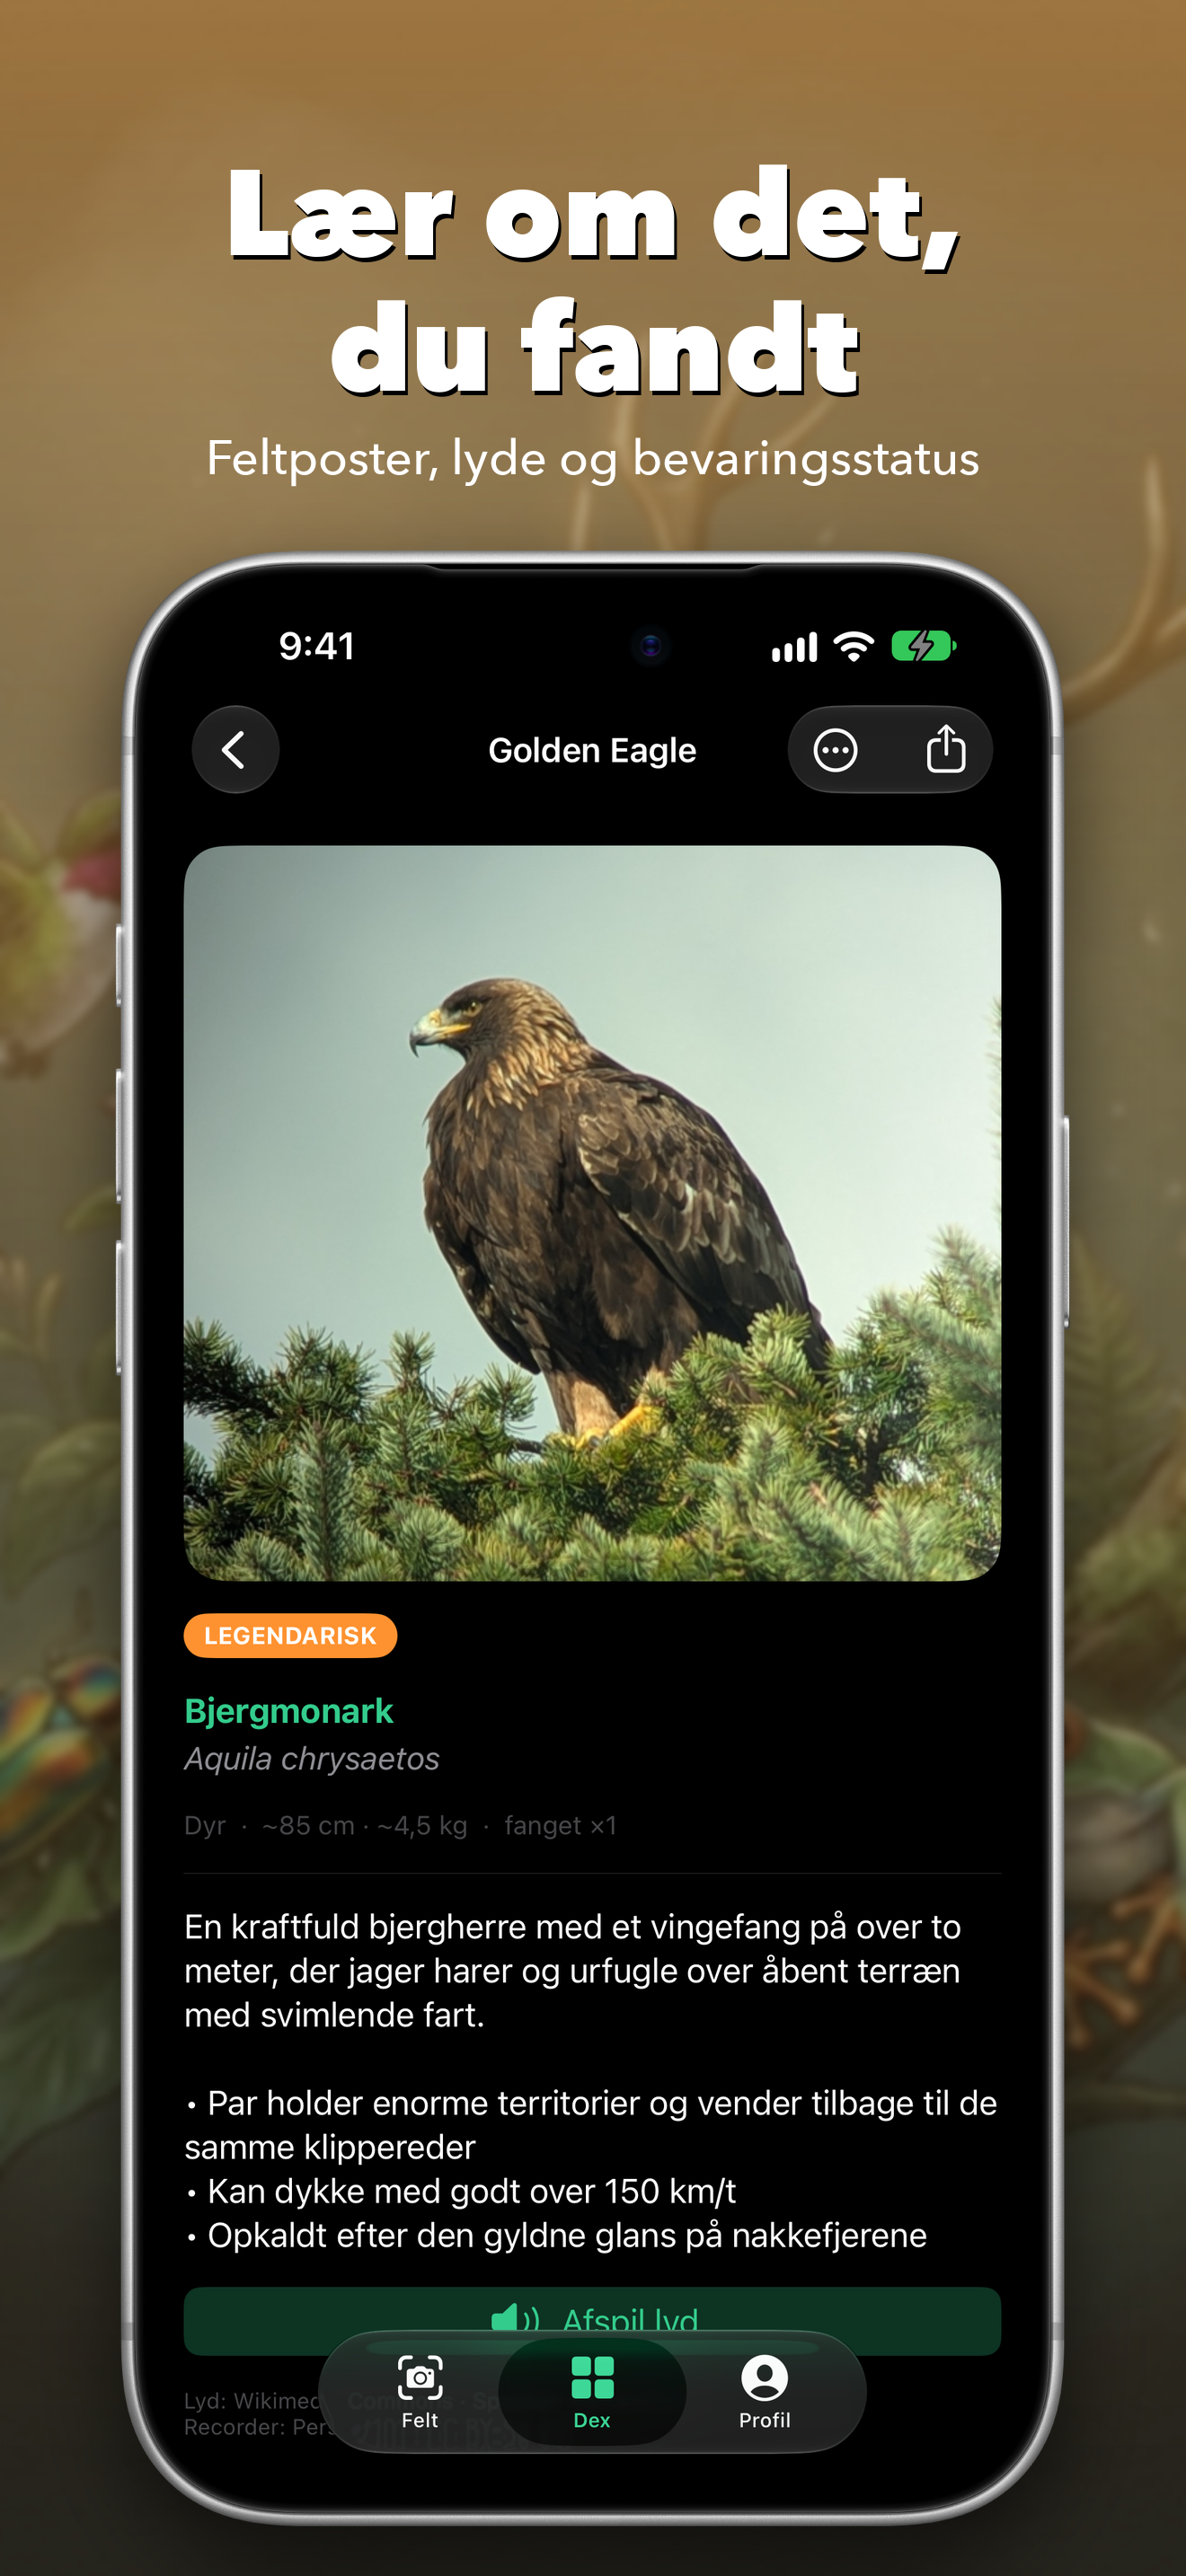 Lær om det,
du fandt
Feltposter, lyde og bevaringsstatus
9:41
Golden Eagle
LEGENDARISK
Bjergmonark
Aquila chrysaetos
Dyr · ~85 cm · ~4,5 kg · fanget ×1
En kraftfuld bjergherre med et vingefang på over to
meter, der jager harer og urfugle over åbent terræn
med svimlende fart.
• Par holder enorme territorier og vender tilbage til de
samme klippereder
• Kan dykke med godt over 150 km/t
• Opkaldt efter den gyldne glans på nakkefjerene
Afspil lyd
Lyd:
Recorder:
Felt
Dex
Profil